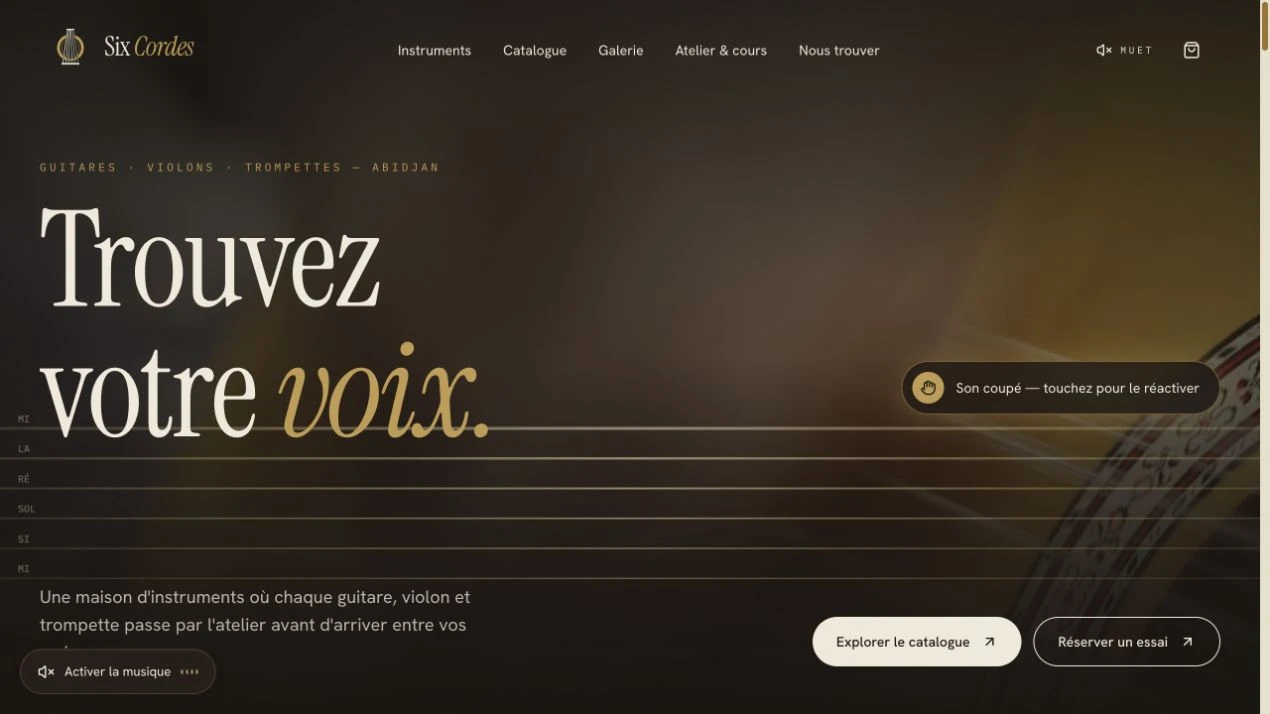 Six Cordes
Instruments
Catalogue
Galerie
Atelier & cours
Nous trouver
MUET
GUITARES · VIOLONS · TROMPETTES — ABIDJAN
Trouvez
votre voix.
Son coupé — touchez pour le réactiver
MI
LA
RÉ
SOL
SI
MI
Une maison d'instruments où chaque guitare, violon et
trompette passe par l'atelier avant d'arriver entre vos
Explorer le catalogue
Réserver un essai
Activer la musique